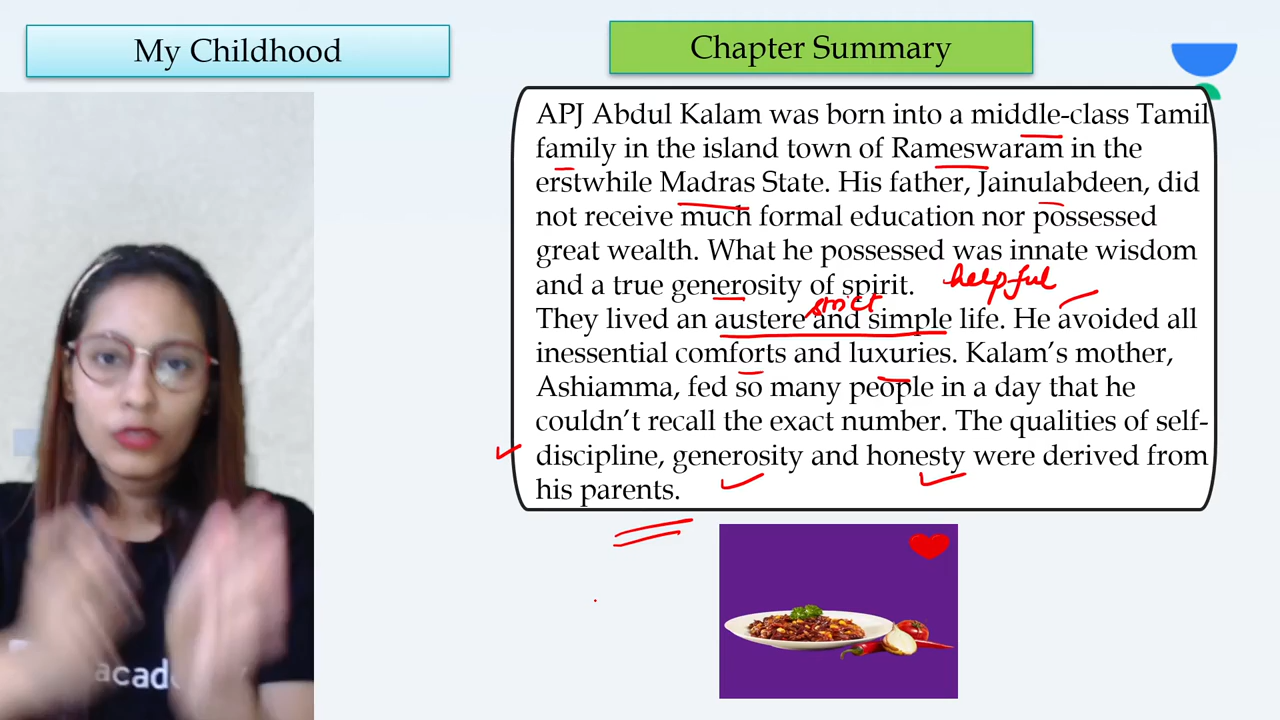 My Childhood
Chapter Summary
APJ Abdul Kalam was born into a middle-class Tamil
family in the island town of Rameswaram in the
erstwhile Madras State. His father, Jainulabdeen, did
not receive much formal education nor possessed
great wealth. What he possessed was innate wisdom
and a true generosity of spirit.
helpful
strict
They lived an austere and simple life. He avoided all
inessential comforts and luxuries. Kalam's mother,
Ashiamma, fed so many people in a day that he
couldn't recall the exact number. The qualities of self-
discipline, generosity and honesty were derived from
his parents.